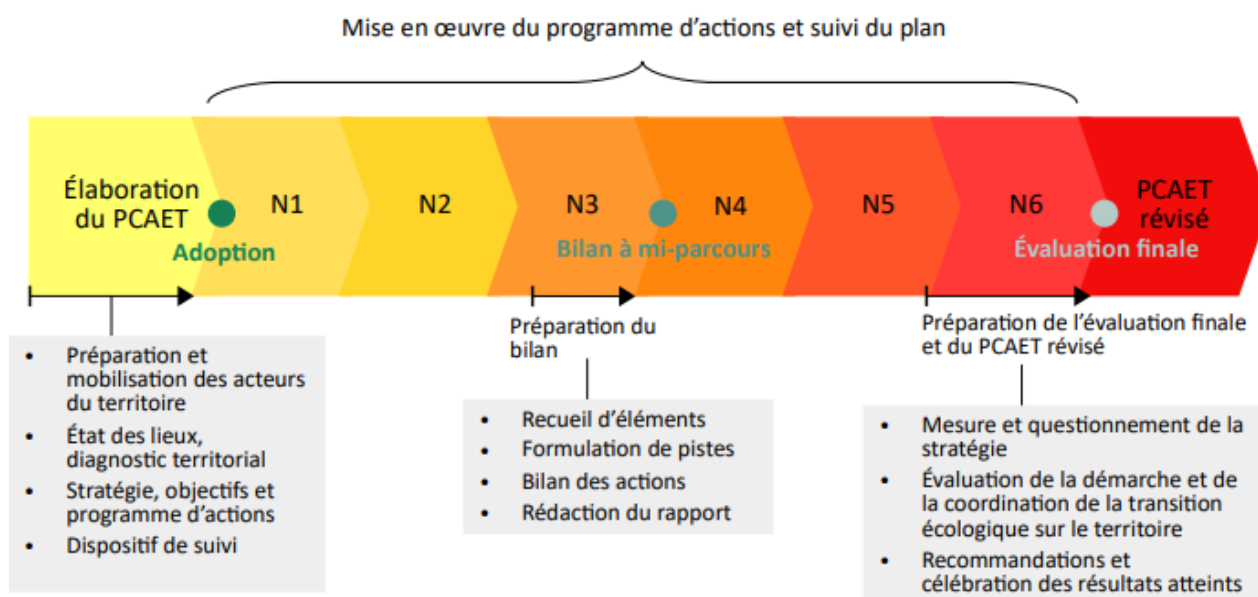 Mise en œuvre du programme d'actions et suivi du plan
Élaboration
du PCAET
N1
N2
N3
N4
N5
N6
PCAET
révisé
Adoption
Bilan à mi-parcours
Évaluation finale
Préparation du
bilan
Préparation de l'évaluation finale
et du PCAET révisé
• Préparation et
mobilisation des acteurs
du territoire
• État des lieux,
diagnostic territorial
• Stratégie, objectifs et
programme d'actions
• Dispositif de suivi
• Recueil d'éléments
• Formulation de pistes
• Bilan des actions
• Rédaction du rapport
• Mesure et questionnement de la
stratégie
• Évaluation de la démarche et de
la coordination de la transition
écologique sur le territoire
• Recommandations et
célébration des résultats atteints